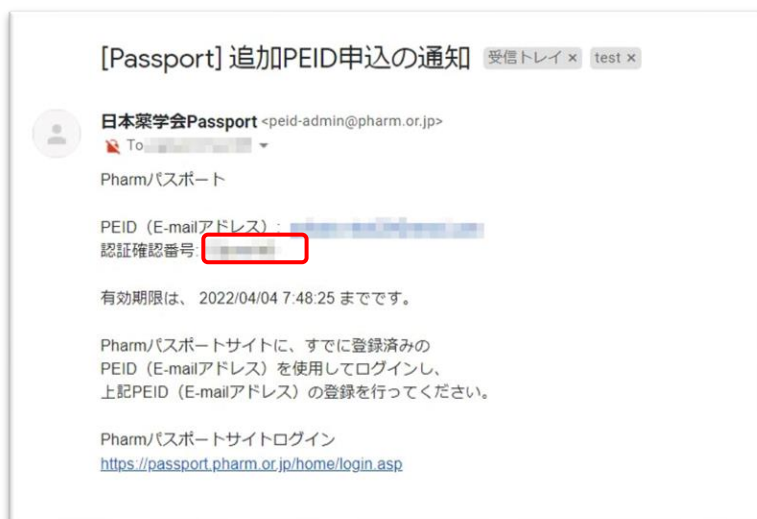 [Passport] 追加PEID申込の通知 受信トレイ × test ×
日本薬学会Passport <peid-admin@pharm.or.jp>
To
Pharmパスポート
PEID（E-mailアドレス）:
認証確認番号:
有効期限は、 2022/04/04 7:48:25 までです。
Pharmパスポートサイトに、すでに登録済みの
PEID（E-mailアドレス）を使用してログインし、
上記PEID（E-mailアドレス）の登録を行ってください。
Pharmパスポートサイトログイン
https://passport.pharm.or.jp/home/login.asp